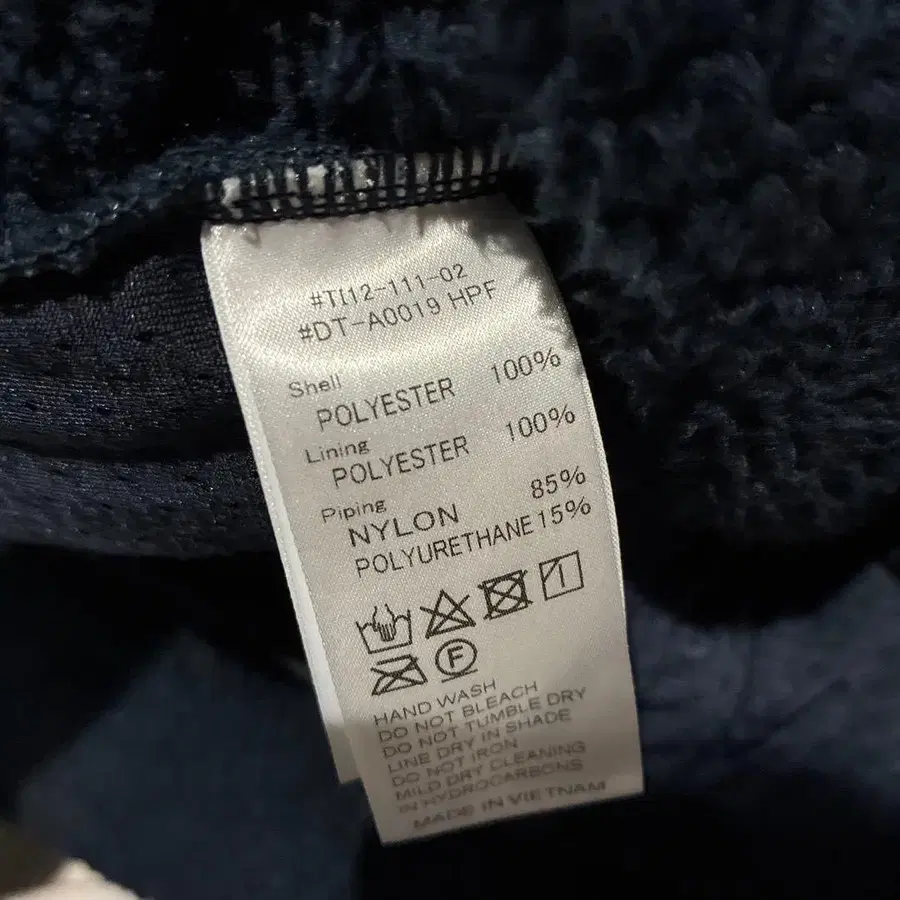 #TI12-111-02
#DT-A0019 HPF
Shell
POLYESTER 100%
Lining
POLYESTER 100%
Piping
NYLON 85%
POLYURETHANE 15%
F
HAND WASH
DO NOT BLEACH
DO NOT TUMBLE DRY
LINE DRY IN SHADE
DO NOT IRON
MILD DRY CLEANING
IN HYDROCARBONS
MADE IN VIETNAM